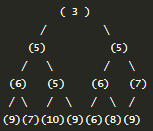 ( 3 )
/ \
(5) (5)
/ \ / \
(6) (5) (6) (7)
/ \ / \ / \ / \
(9)(7)(10)(9)(6)(8)(9)